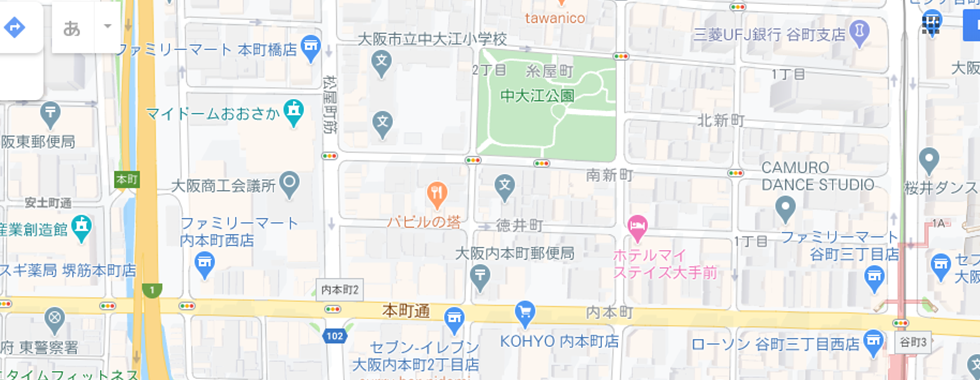 tawanico
あ
ファミリーマート 本町橋店
大阪市立中大江小学校
三菱UFJ銀行 谷町支店
2丁目
糸屋町
1丁目
中大江公園
松屋町筋
マイドームおおさか
北新町
阪東郵便局
本町
大阪商工会議所
南新町
CAMURO
DANCE STUDIO
桜井ダンス
安土町通
産業創造館
ファミリーマート
内本町西店
バビルの塔
徳井町
1A
1丁目
ファミリーマート
谷町三丁目店
大阪内本町郵便局
ホテルマイ
ステイズ大手前
スギ薬局 堺筋本町店
セブ
大阪
1
内本町2
本町通
内本町
102
KOHYO 内本町店
ローソン 谷町三丁目西店
谷町3
府 東警察署
セブン-イレブン
大阪内本町2丁目店
タイムフィットネス